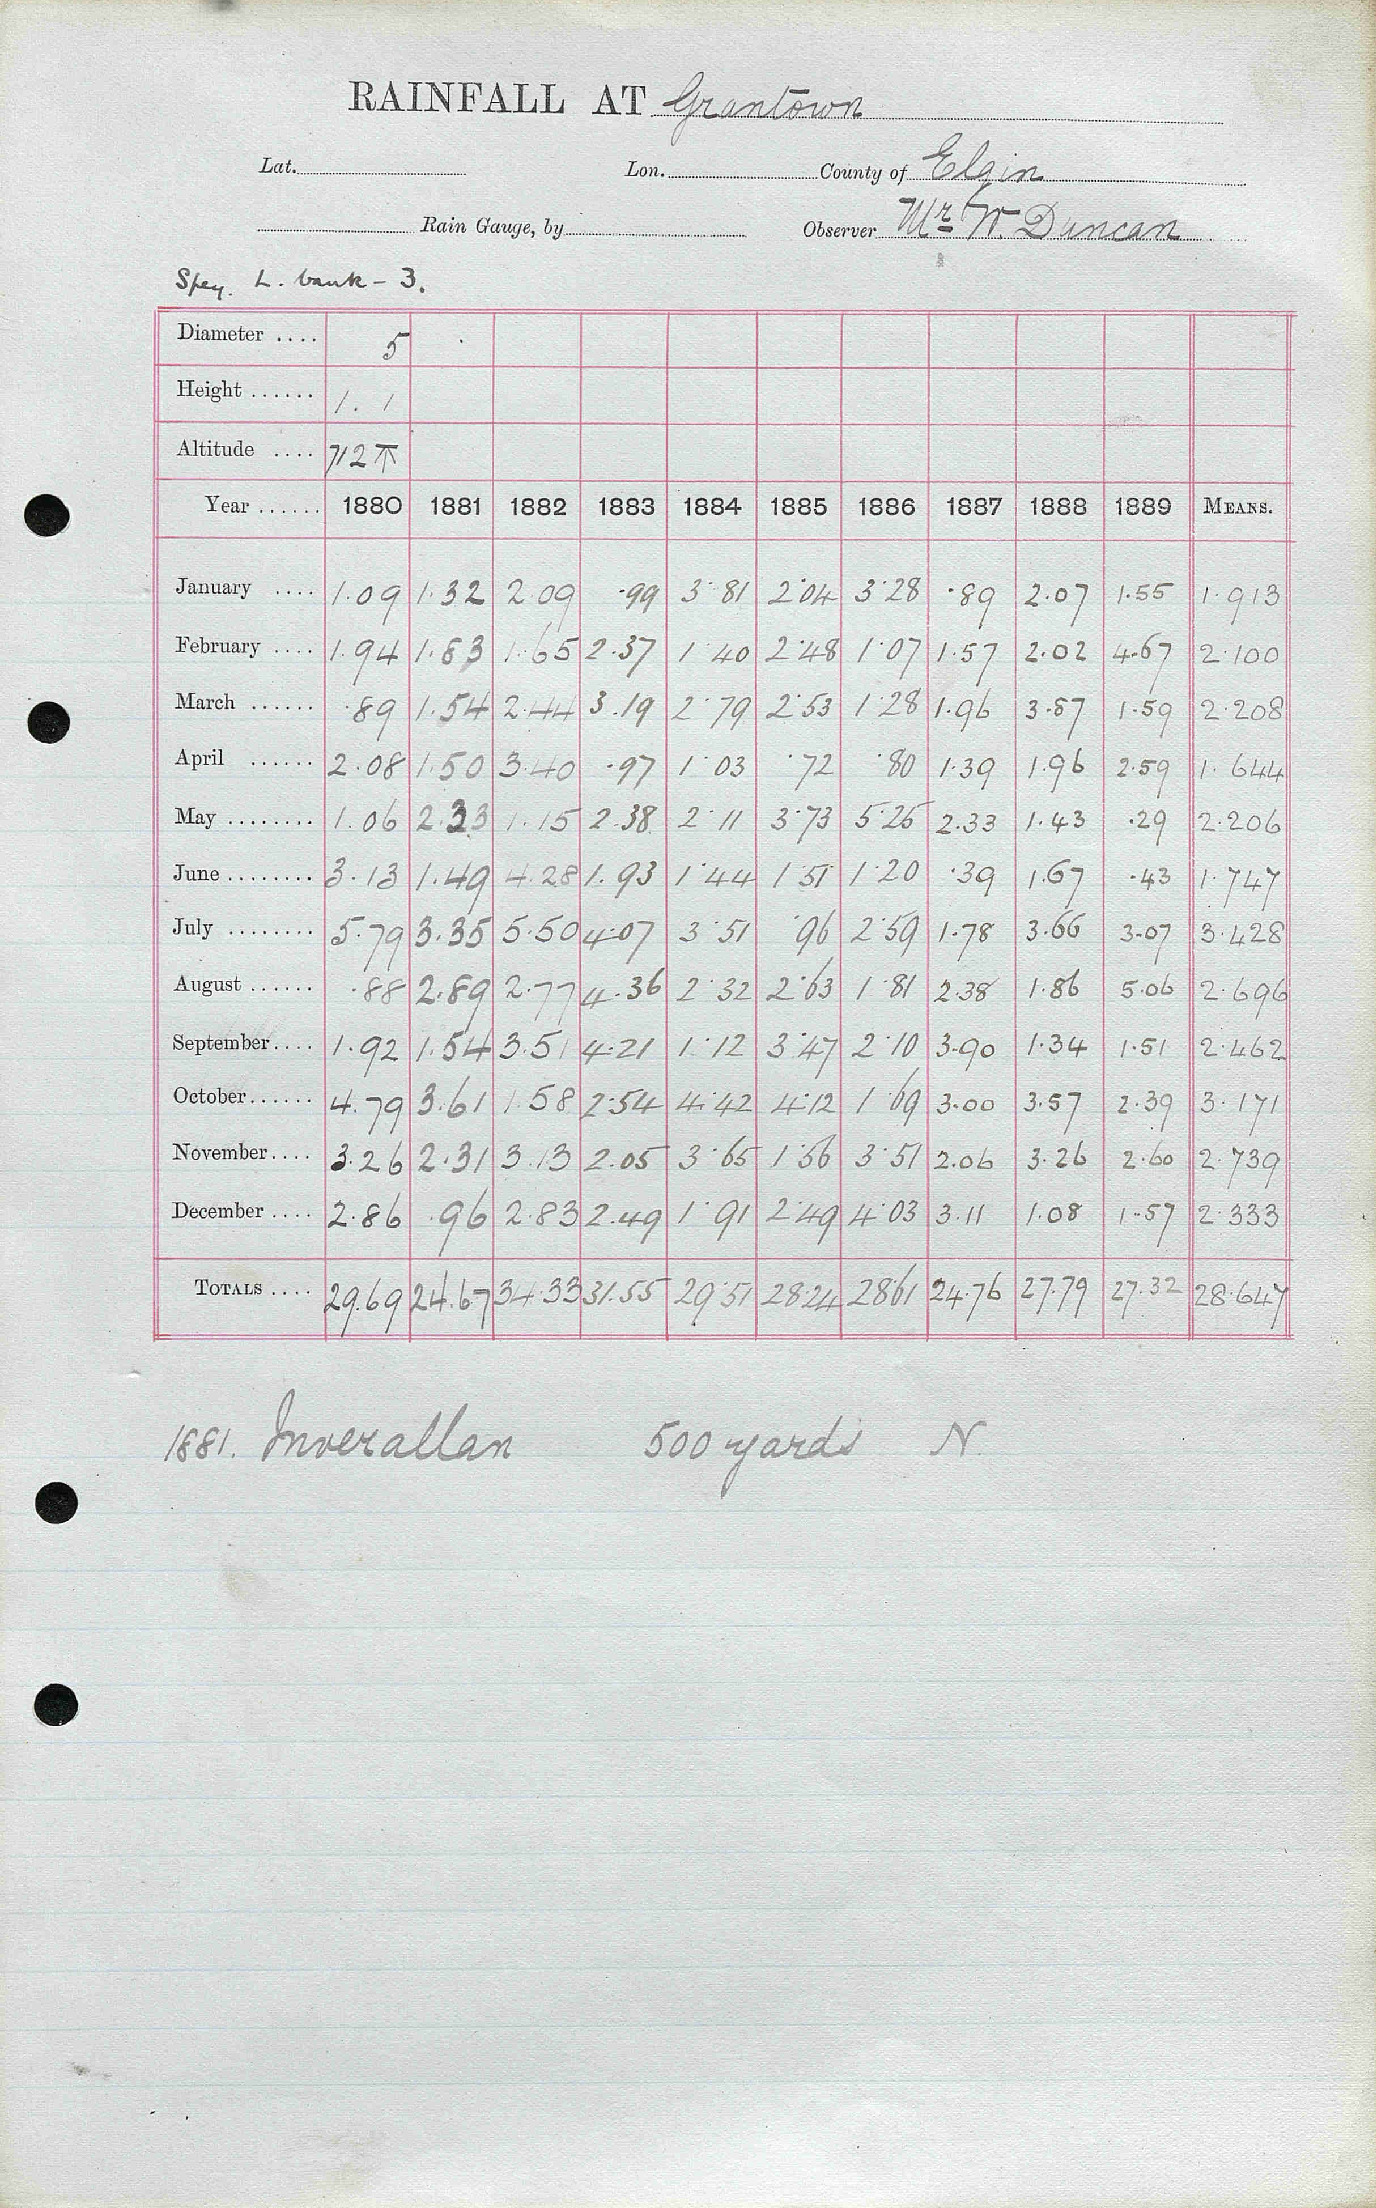 RAINFALL AT Grantown
Lat. Lon. County of Elgin
Rain Gauge, by Observer Mr W. Duncan
Spey. L. bank - 3.
Diameter .... 5
Height ...... 1. 1
Altitude .... 712
Year ...... 1880 1881 1882 1883 1884 1885 1886 1887 1888 1889 MEANS.
January .... 1.09 1.32 2.09 .99 3.81 2.04 3.28 .89 2.07 1.55 1.913
February .... 1.94 1.83 1.65 2.37 1.40 2.48 1.07 1.57 2.02 4.67 2.100
March ...... .89 1.54 2.44 3.19 2.79 2.53 1.28 1.96 3.87 1.59 2.208
April ...... 2.08 1.50 3.40 .97 1.03 .72 .80 1.39 1.96 2.59 1.644
May ........ 1.06 2.33 1.15 2.38 2.11 3.73 5.25 2.33 1.43 .29 2.206
June ........ 3.13 1.49 4.28 1.93 1.44 1.51 1.20 .39 1.67 .43 1.747
July ........ 5.79 3.35 5.50 4.07 3.51 .96 2.59 1.78 3.66 3.07 3.428
August ...... .88 2.89 2.77 4.36 2.32 2.63 1.81 2.38 1.86 5.06 2.696
September .... 1.92 1.54 3.51 4.21 1.12 3.47 2.10 3.90 1.34 1.51 2.462
October ...... 4.79 3.61 1.58 2.54 4.42 4.12 1.69 3.00 3.57 2.39 3.171
November .... 3.26 2.31 3.13 2.05 3.65 1.56 3.51 2.06 3.26 2.60 2.739
December .... 2.86 .96 2.83 2.49 1.91 2.49 4.03 3.11 1.08 1.57 2.333
TOTALS .... 29.69 24.67 34.33 31.55 29.51 28.24 28.61 24.76 27.79 27.32 28.647
1881. Inverallan 500 yards N.